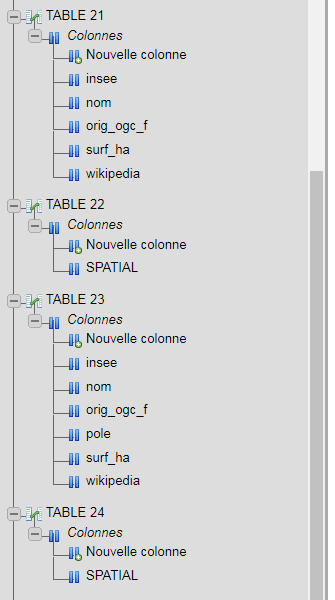 TABLE 21
Colonnes
Nouvelle colonne
insee
nom
orig_ogc_f
surf_ha
wikipedia
TABLE 22
Colonnes
Nouvelle colonne
SPATIAL
TABLE 23
Colonnes
Nouvelle colonne
insee
nom
orig_ogc_f
pole
surf_ha
wikipedia
TABLE 24
Colonnes
Nouvelle colonne
SPATIAL